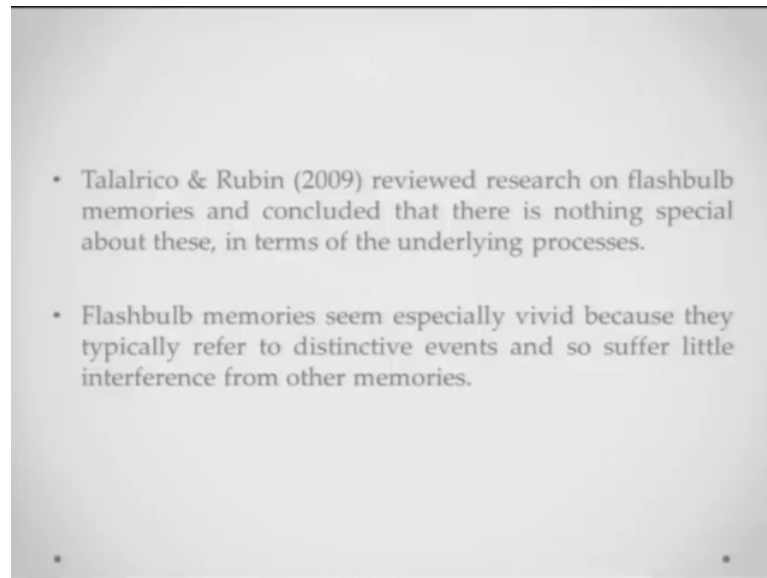 • Talalrico & Rubin (2009) reviewed research on flashbulb
memories and concluded that there is nothing special
about these, in terms of the underlying processes.
• Flashbulb memories seem especially vivid because they
typically refer to distinctive events and so suffer little
interference from other memories.